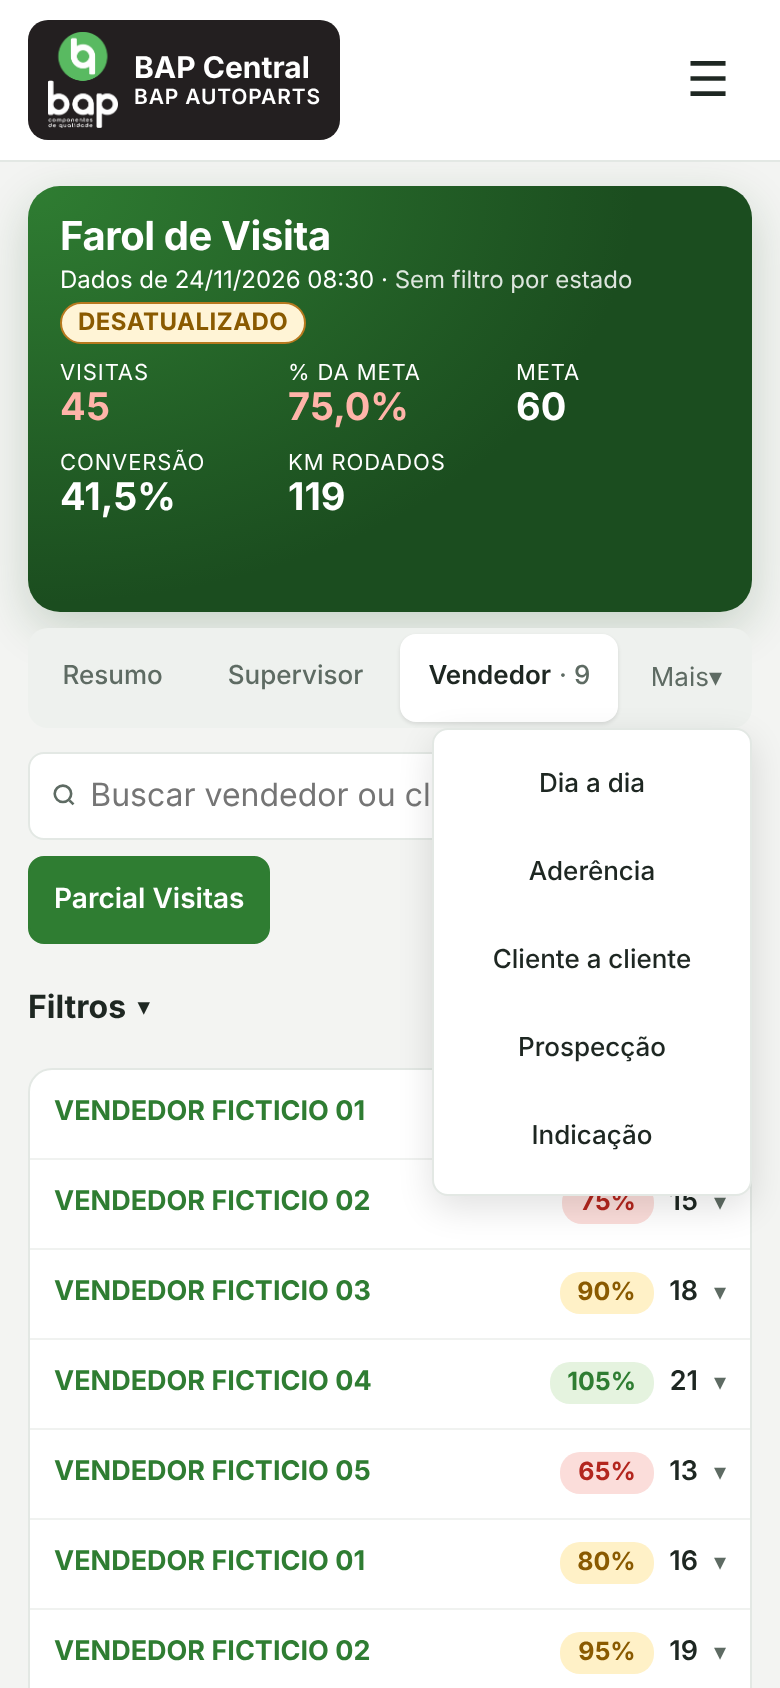 bap
componentes
de qualidade
BAP Central
BAP AUTOPARTS
☰
Farol de Visita
Dados de 24/11/2026 08:30 · Sem filtro por estado
DESATUALIZADO
VISITAS
45
% DA META
75,0%
META
60
CONVERSÃO
41,5%
KM RODADOS
119
Resumo
Supervisor
Vendedor · 9
Mais▾
Dia a dia
Aderência
Cliente a cliente
Prospecção
Indicação
Buscar vendedor ou cl
Parcial Visitas
Filtros ▾
VENDEDOR FICTICIO 01
VENDEDOR FICTICIO 02 75% 15 ▾
VENDEDOR FICTICIO 03 90% 18 ▾
VENDEDOR FICTICIO 04 105% 21 ▾
VENDEDOR FICTICIO 05 65% 13 ▾
VENDEDOR FICTICIO 01 80% 16 ▾
VENDEDOR FICTICIO 02 95% 19 ▾